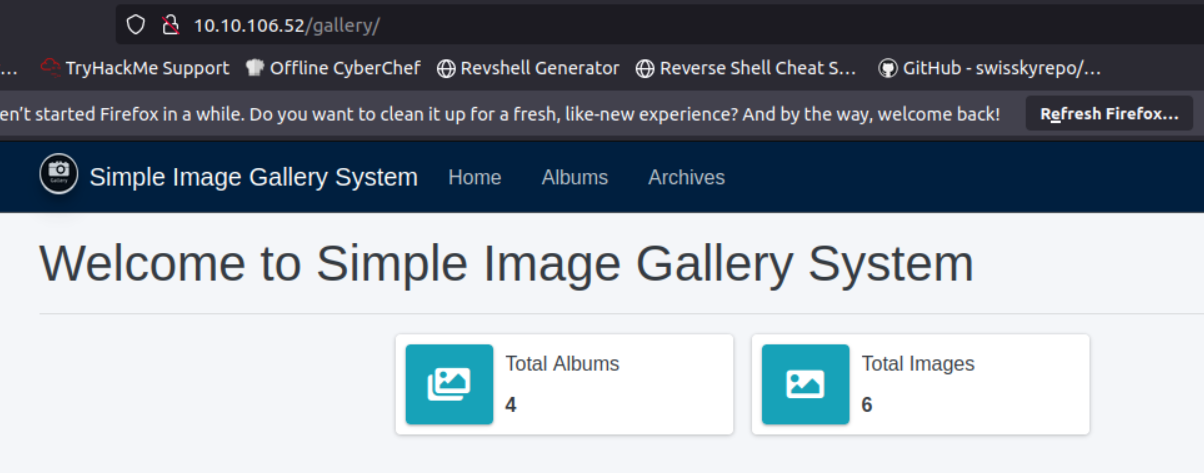 10.10.106.52/gallery/
... TryHackMe Support Offline CyberChef Revshell Generator Reverse Shell Cheat S... GitHub - swisskyrepo/...
en't started Firefox in a while. Do you want to clean it up for a fresh, like-new experience? And by the way, welcome back! Refresh Firefox...
Simple Image Gallery System Home Albums Archives
Welcome to Simple Image Gallery System
Total Albums
4
Total Images
6